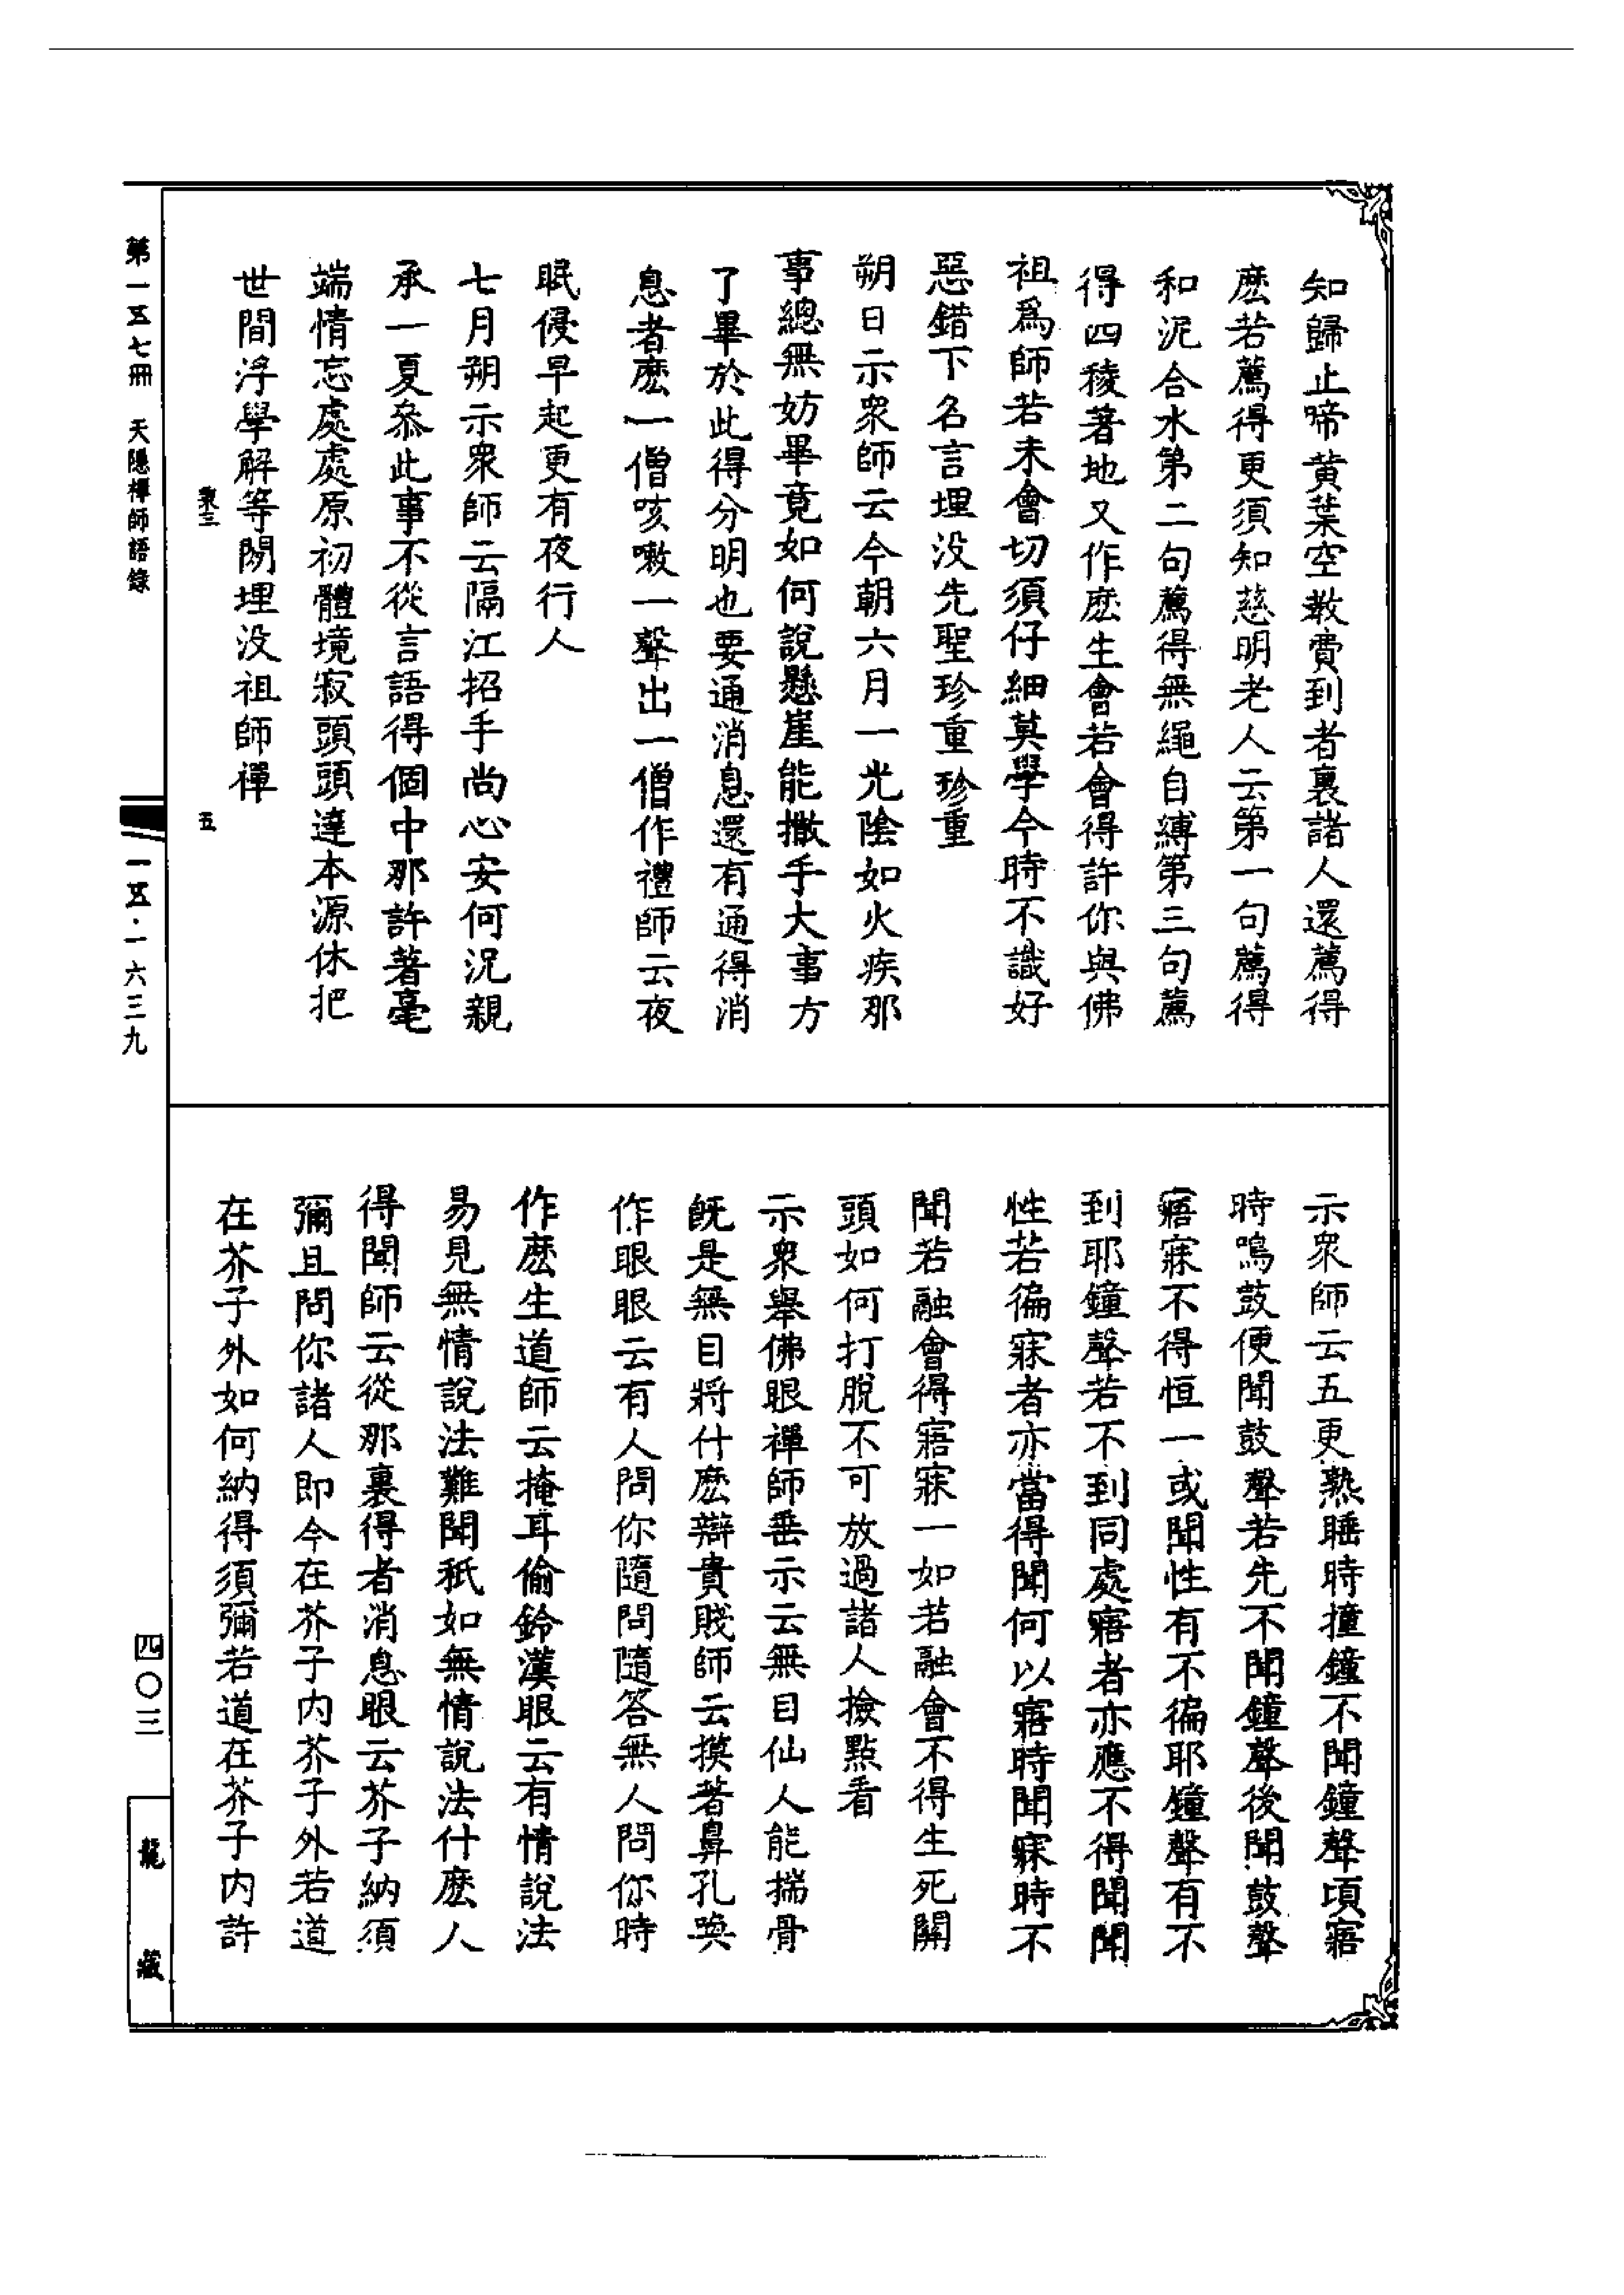 知歸止啼黃葉空教費到者裏諸人還薦得
麽若薦得更須知慈明老人云第一句薦得
和泥合水第二句薦得無繩自縛第三句薦
得四稜著地又作麽生會若會得許你與佛
祖爲師若未會切須仔細莫學今時不識好
惡錯下名言埋没先聖珍重珍重
朔日示衆師云今朝六月一光陰如火疾那
事總無妨畢竟如何說懸崖能撒手大事方
了畢於此得分明也要通消息還有通得消
息者麽一僧咳嗽一聲出一僧作禮師云夜
眠侵早起更有夜行人
七月朔示衆師云隔江招手尚心安何況親
承一夏叅此事不從言語得個中那許著毫
端情忘處處原初體境寂頭頭達本源休把
世間浮學解等閑埋没祖師禪
示衆師云五更熟睡時撞鐘不聞鐘聲頃寤
時鳴鼓便聞鼓聲若先不聞鐘聲後聞鼓聲
寤寐不得恒一或聞性有不徧耶鐘聲有不
到耶鐘聲若不到同處寤者亦應不得聞聞
性若徧寐者亦當得聞何以寤時聞寐時不
聞若融會得寤寐一如若融會不得生死關
頭如何打脫不可放過諸人撿點看
示衆舉佛眼禪師垂示云無目仙人能揣骨
旣是無目將什麽辯貴賤師云摸著鼻孔喚
作眼眼云有人問你隨問隨答無人問你時
作麽生道師云掩耳偷鈴漢眼云有情說法
易見無情說法難聞秖如無情說法什麽人
得聞師云從那裏得者消息眼云芥子納須
彌且問你諸人即今在芥子内芥子外若道
在芥子外如何納得須彌若道在芥子内許
第一五七冊 天隱禪師語錄
五
一五·一六三九
四〇三
龍藏